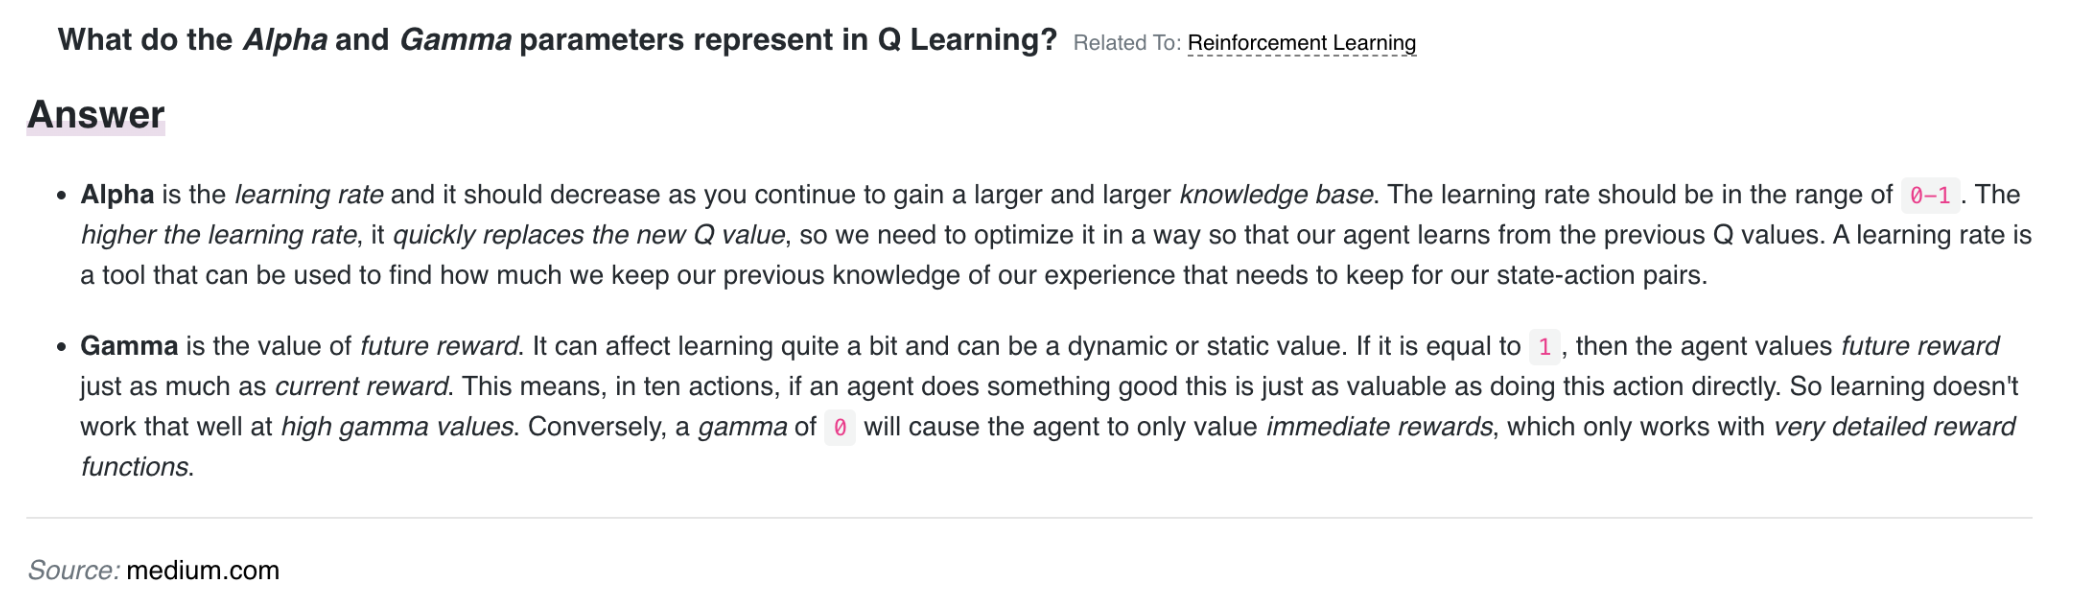 What do the Alpha and Gamma parameters represent in Q Learning? Related To: Reinforcement Learning
Answer
• Alpha is the learning rate and it should decrease as you continue to gain a larger and larger knowledge base. The learning rate should be in the range of 0-1 . The
higher the learning rate, it quickly replaces the new Q value, so we need to optimize it in a way so that our agent learns from the previous Q values. A learning rate is
a tool that can be used to find how much we keep our previous knowledge of our experience that needs to keep for our state-action pairs.
• Gamma is the value of future reward. It can affect learning quite a bit and can be a dynamic or static value. If it is equal to 1 , then the agent values future reward
just as much as current reward. This means, in ten actions, if an agent does something good this is just as valuable as doing this action directly. So learning doesn't
work that well at high gamma values. Conversely, a gamma of 0 will cause the agent to only value immediate rewards, which only works with very detailed reward
functions.
Source: medium.com